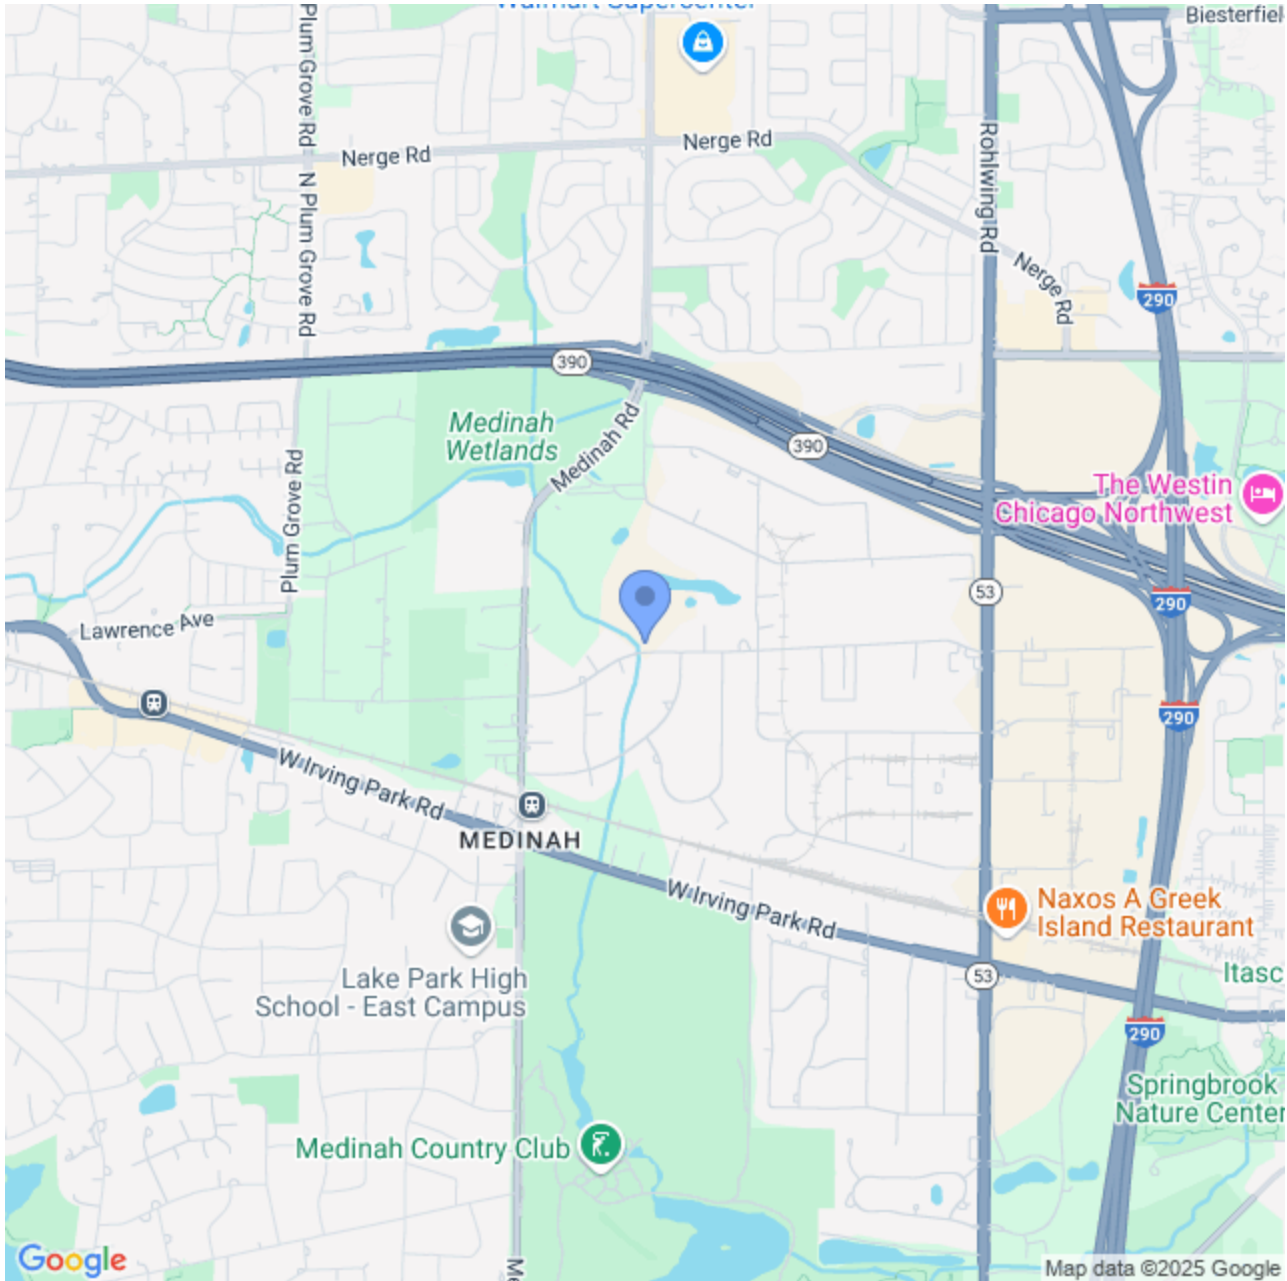 Walmart Supercenter
Biesterfiel
Plum Grove Rd
Nerge Rd
Nerge Rd
Rohlwing Rd
N Plum Grove Rd
Nerge Rd
290
390
Medinah
Wetlands
Medinah Rd
390
Plum Grove Rd
The Westin
Chicago Northwest
53
290
Lawrence Ave
290
W Irving Park Rd
MEDINAH
W Irving Park Rd
Naxos A Greek
Island Restaurant
Lake Park High
School - East Campus
53
Itasc
290
Springbrook
Nature Center
Medinah Country Club
Me
Google
Map data ©2025 Google